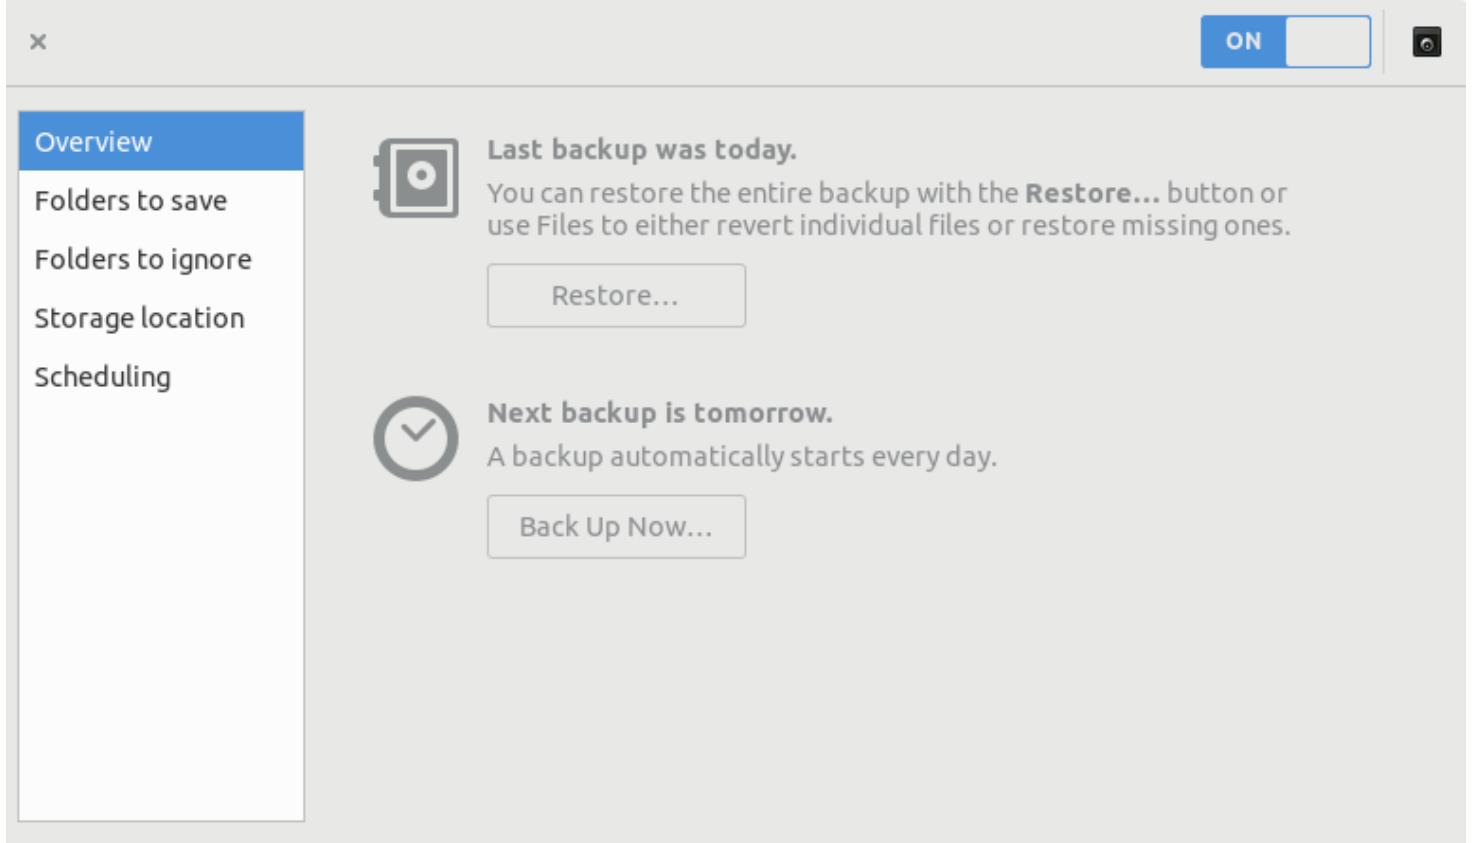 ON
Overview
Folders to save
Folders to ignore
Storage location
Scheduling
Last backup was today.
You can restore the entire backup with the Restore... button or
use Files to either revert individual files or restore missing ones.
Restore...
Next backup is tomorrow.
A backup automatically starts every day.
Back Up Now...